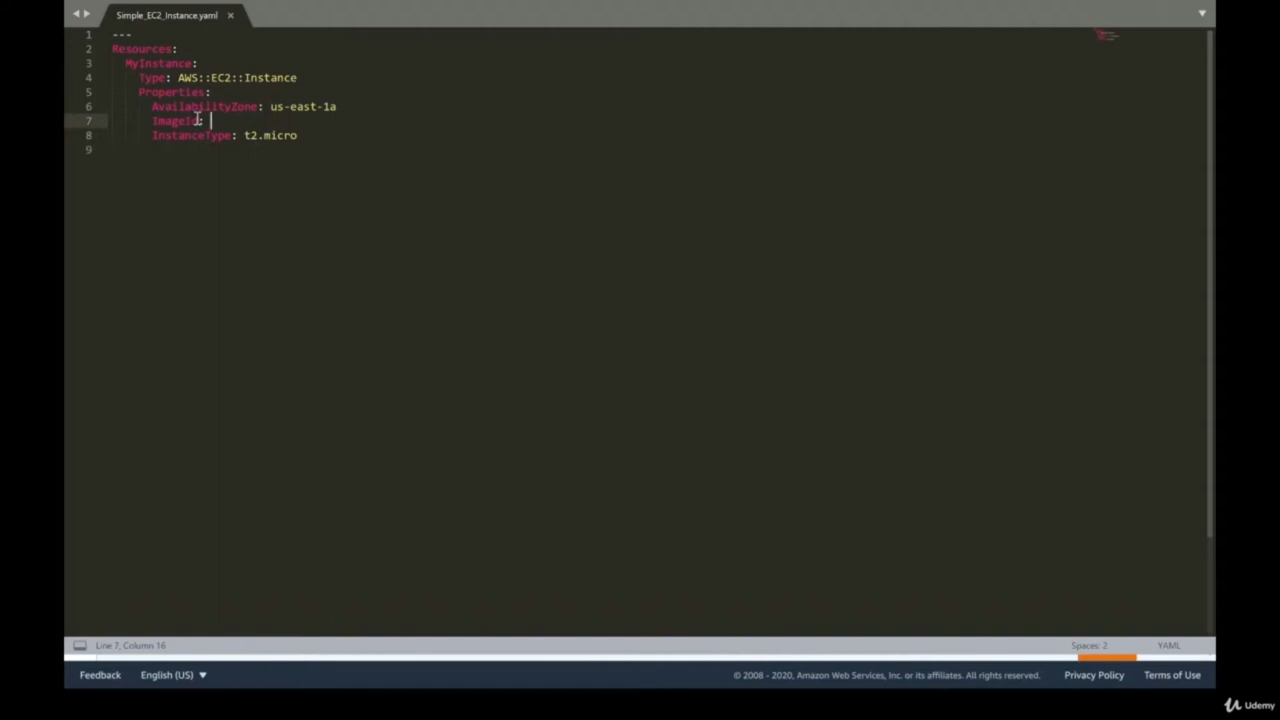 Simple_EC2_Instance.yaml ×
1 ---
2 Resources:
3 MyInstance:
4 Type: AWS::EC2::Instance
5 Properties:
6 AvailabilityZone: us-east-1a
7 ImageId:
8 InstanceType: t2.micro
9
Line 7, Column 16 Spaces: 2 YAML
Feedback English (US) © 2008 - 2020, Amazon Web Services, Inc. or its affiliates. All rights reserved. Privacy Policy Terms of Use
Udemy